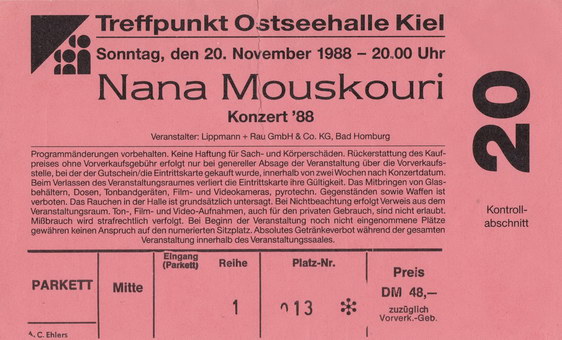 Treffpunkt Ostseehalle Kiel
Sonntag, den 20. November 1988 – 20.00 Uhr
Nana Mouskouri
Konzert '88
Veranstalter: Lippmann + Rau GmbH & Co. KG, Bad Homburg
Programmänderungen vorbehalten. Keine Haftung für Sach- und Körperschäden. Rückerstattung des Kauf-
preises ohne Vorverkaufsgebühr erfolgt nur bei genereller Absage der Veranstaltung über die Vorverkaufs-
stelle, bei der der Gutschein/die Eintrittskarte gekauft wurde, innerhalb von zwei Wochen nach Konzertdatum.
Beim Verlassen des Veranstaltungsraumes verliert die Eintrittskarte ihre Gültigkeit. Das Mitbringen von Glas-
behältern, Dosen, Tonbandgeräten, Film- und Videokameras, pyrotechn. Gegenständen sowie Waffen ist
verboten. Das Rauchen in der Halle ist grundsätzlich untersagt. Bei Nichtbeachtung erfolgt Verweis aus dem
Veranstaltungsraum. Ton-, Film- und Video-Aufnahmen, auch für den privaten Gebrauch, sind nicht erlaubt.
Mißbrauch wird strafrechtlich verfolgt. Bei Beginn der Veranstaltung noch nicht eingenommene Plätze
gewähren keinen Anspruch auf den numerierten Sitzplatz. Absolutes Getränkeverbot während der gesamten
Veranstaltung innerhalb des Veranstaltungssaales.
20
Kontroll-
abschnitt
PARKETT
Mitte
Eingang
(Parkett)
Reihe
1
Platz-Nr.
013 ✻
Preis
DM 48,—
zuzüglich
Vorverk.-Geb.
A. C. Ehlers